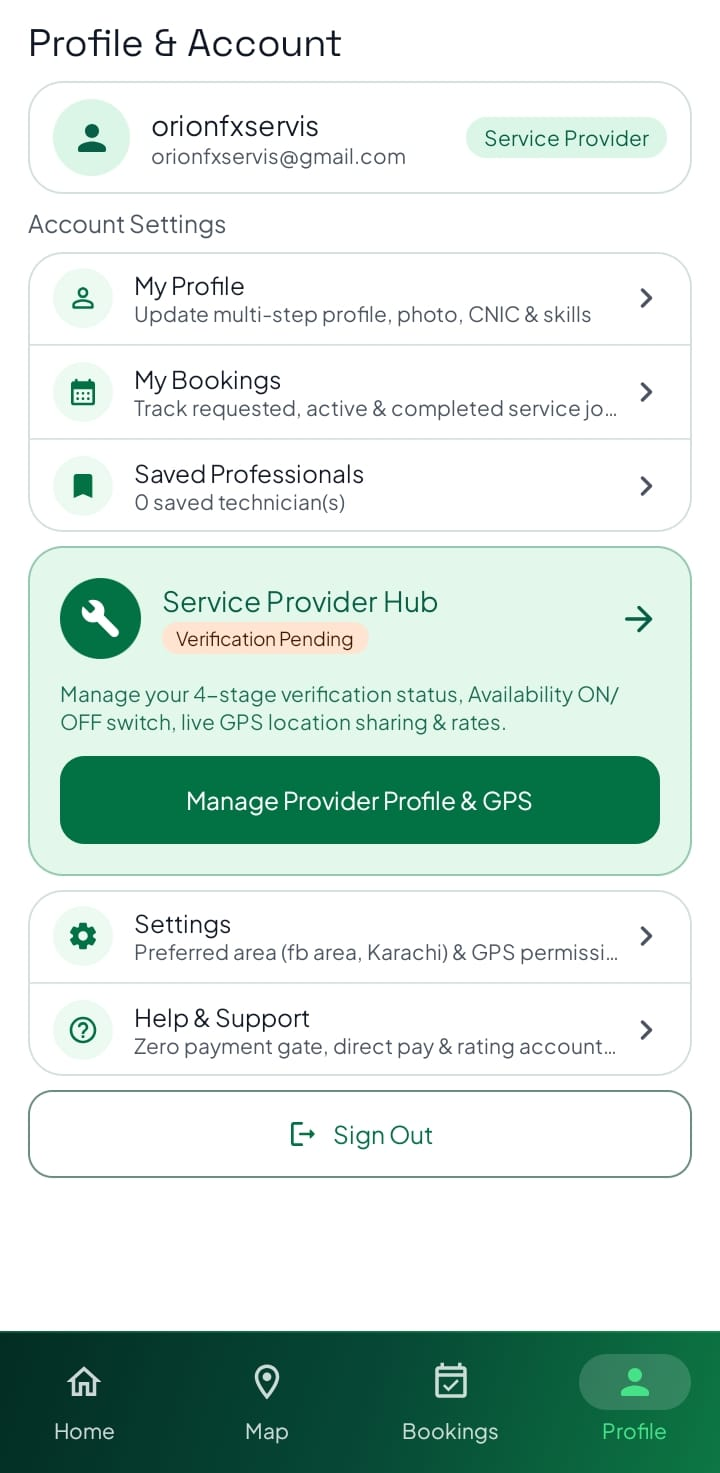 Profile & Account
orionfxservis
orionfxservis@gmail.com
Service Provider
Account Settings
My Profile
Update multi-step profile, photo, CNIC & skills
My Bookings
Track requested, active & completed service jo...
Saved Professionals
0 saved technician(s)
Service Provider Hub
Verification Pending
Manage your 4-stage verification status, Availability ON/
OFF switch, live GPS location sharing & rates.
Manage Provider Profile & GPS
Settings
Preferred area (fb area, Karachi) & GPS permissi...
Help & Support
Zero payment gate, direct pay & rating account...
Sign Out
Home
Map
Bookings
Profile